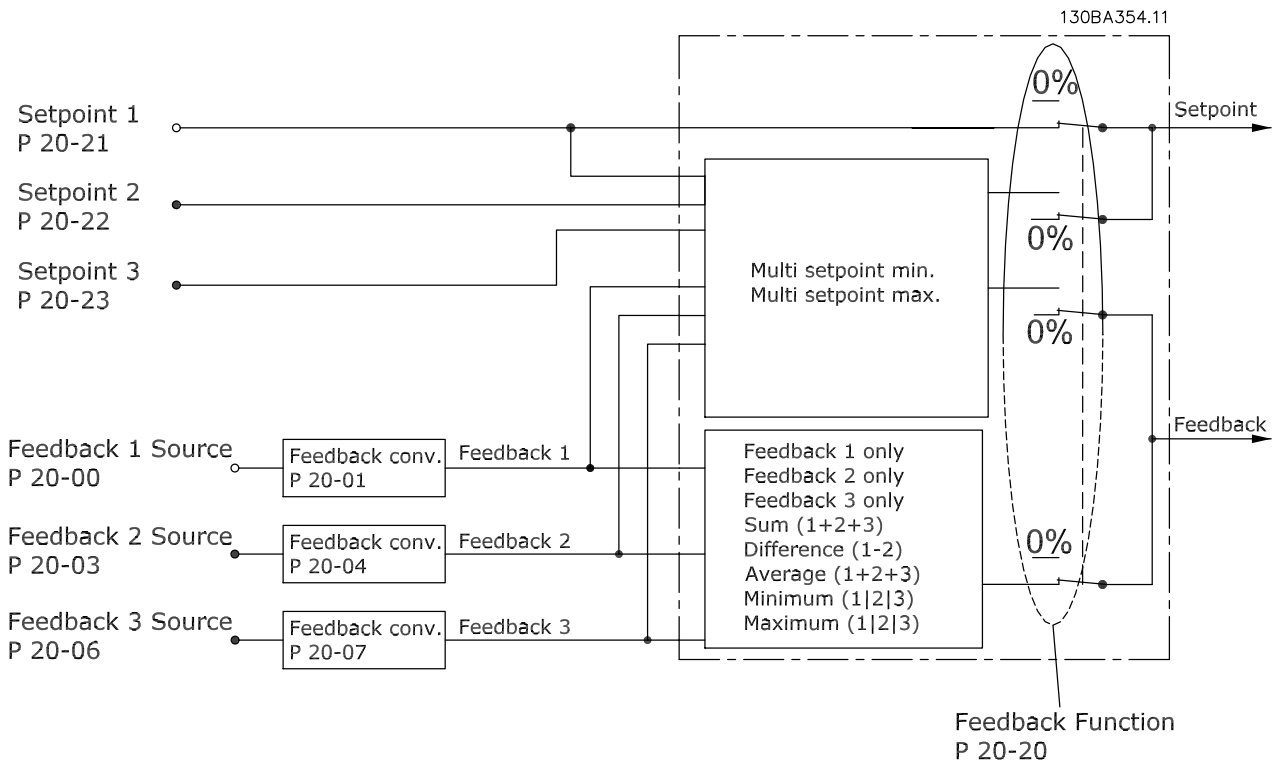 130BA354.11
0%
Setpoint
Setpoint 1
P 20-21
Setpoint 2
P 20-22
0%
Setpoint 3
P 20-23
Multi setpoint min.
Multi setpoint max.
0%
Feedback
Feedback 1 Source
P 20-00
Feedback conv.
P 20-01
Feedback 1
Feedback 2 Source
P 20-03
Feedback conv.
P 20-04
Feedback 2
Feedback 3 Source
P 20-06
Feedback conv.
P 20-07
Feedback 3
Feedback 1 only
Feedback 2 only
Feedback 3 only
Sum (1+2+3)
Difference (1-2)
Average (1+2+3)
Minimum (1|2|3)
Maximum (1|2|3)
0%
Feedback Function
P 20-20